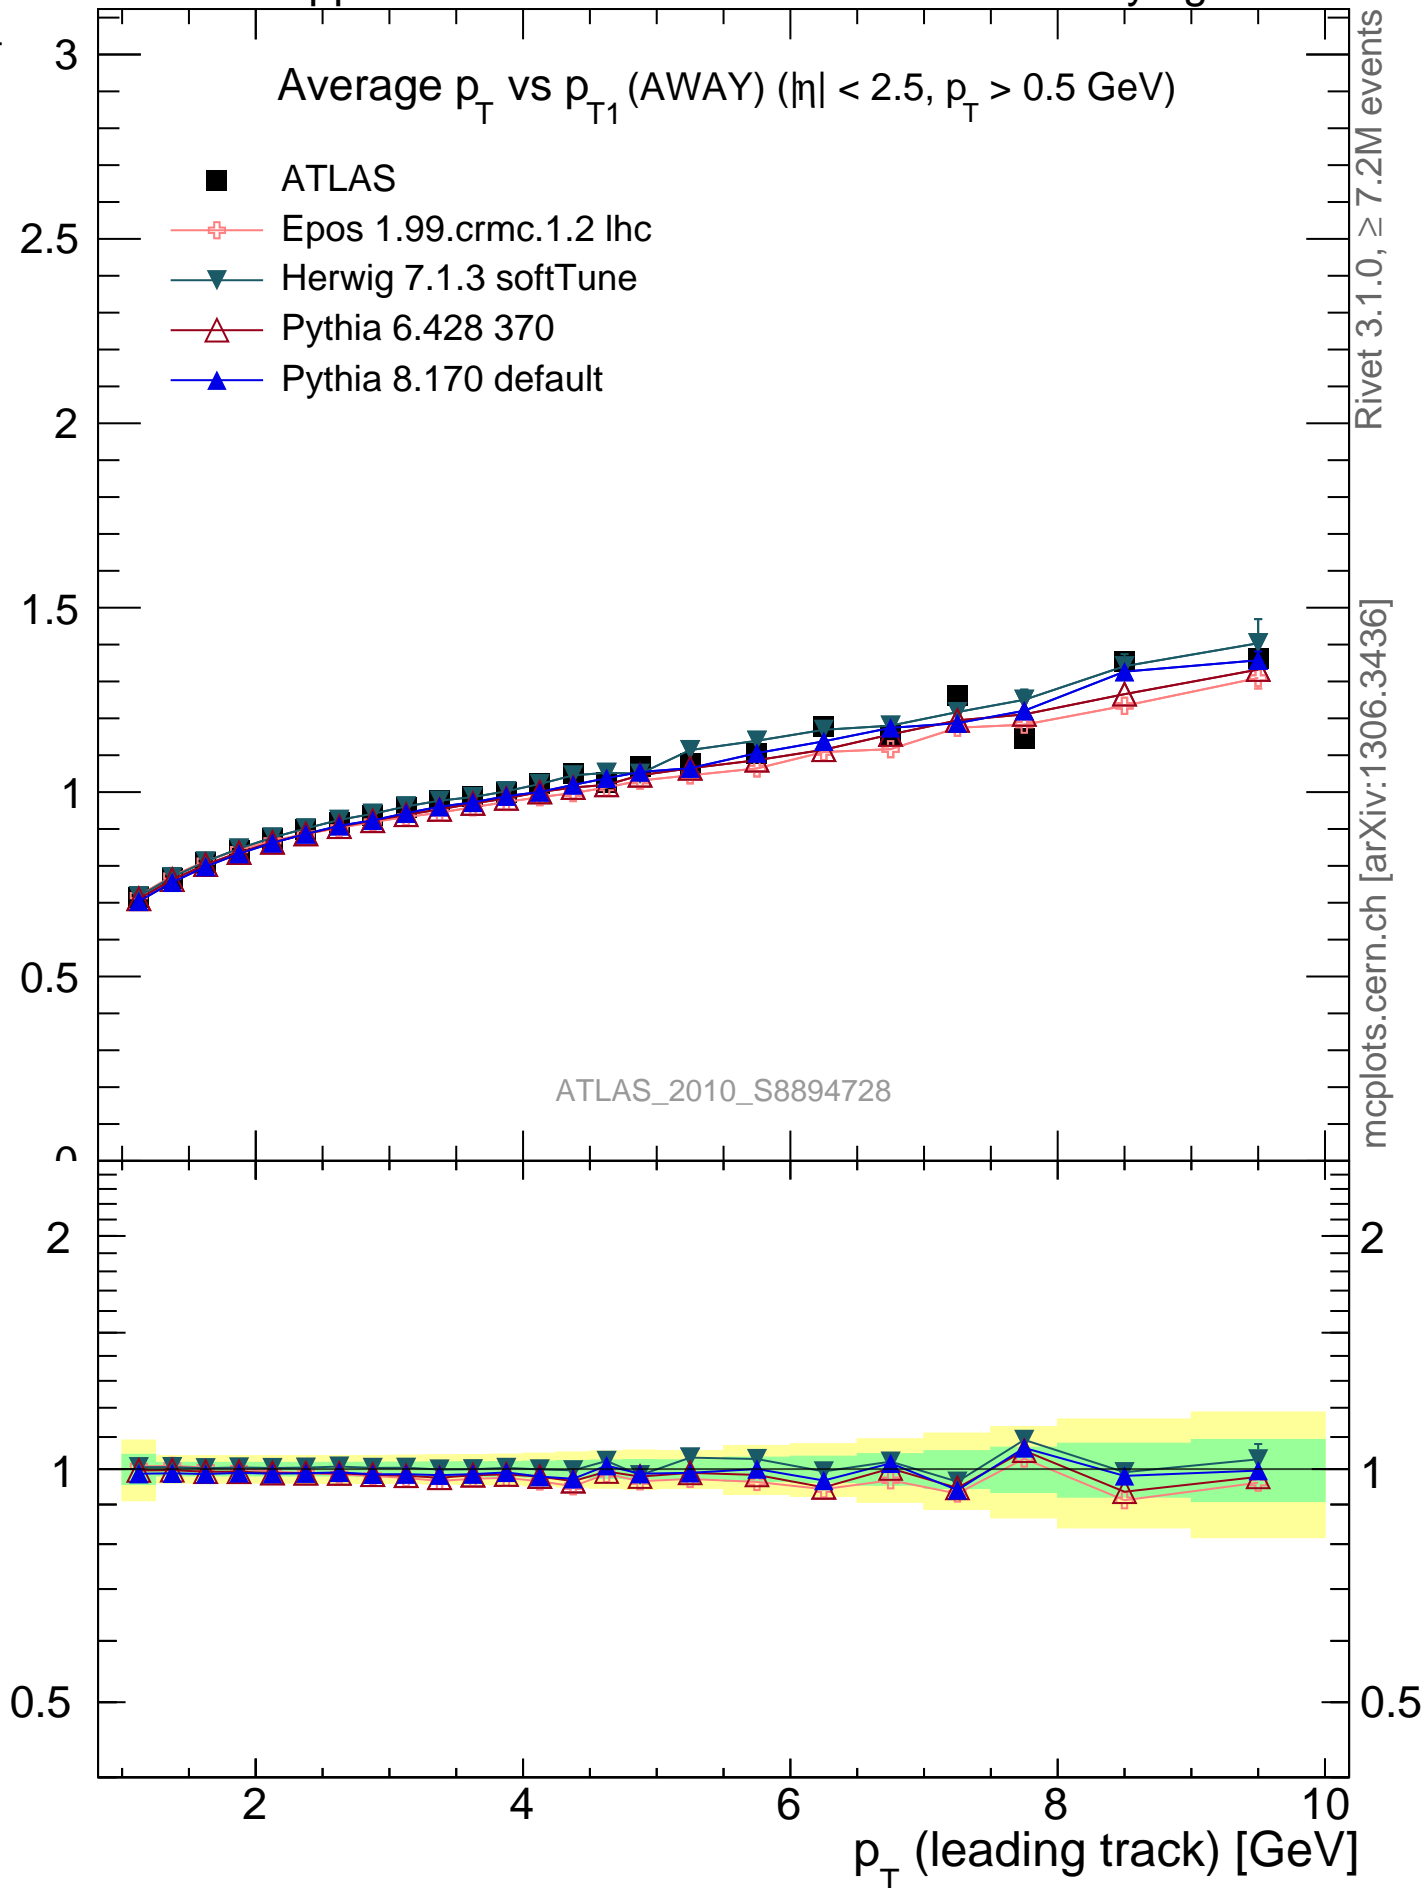 Average p_T vs p_T1 (AWAY) (|η| < 2.5, p_T > 0.5 GeV)
ATLAS
Epos 1.99.crmc.1.2 lhc
Herwig 7.1.3 softTune
Pythia 6.428 370
Pythia 8.170 default
3
2.5
2
1.5
1
0.5
0
ATLAS_2010_S8894728
Rivet 3.1.0, ≥ 7.2M events
mcplots.cern.ch [arXiv:1306.3436]
2
1
0.5
2
1
0.5
2 4 6 8 10
p_T (leading track) [GeV]